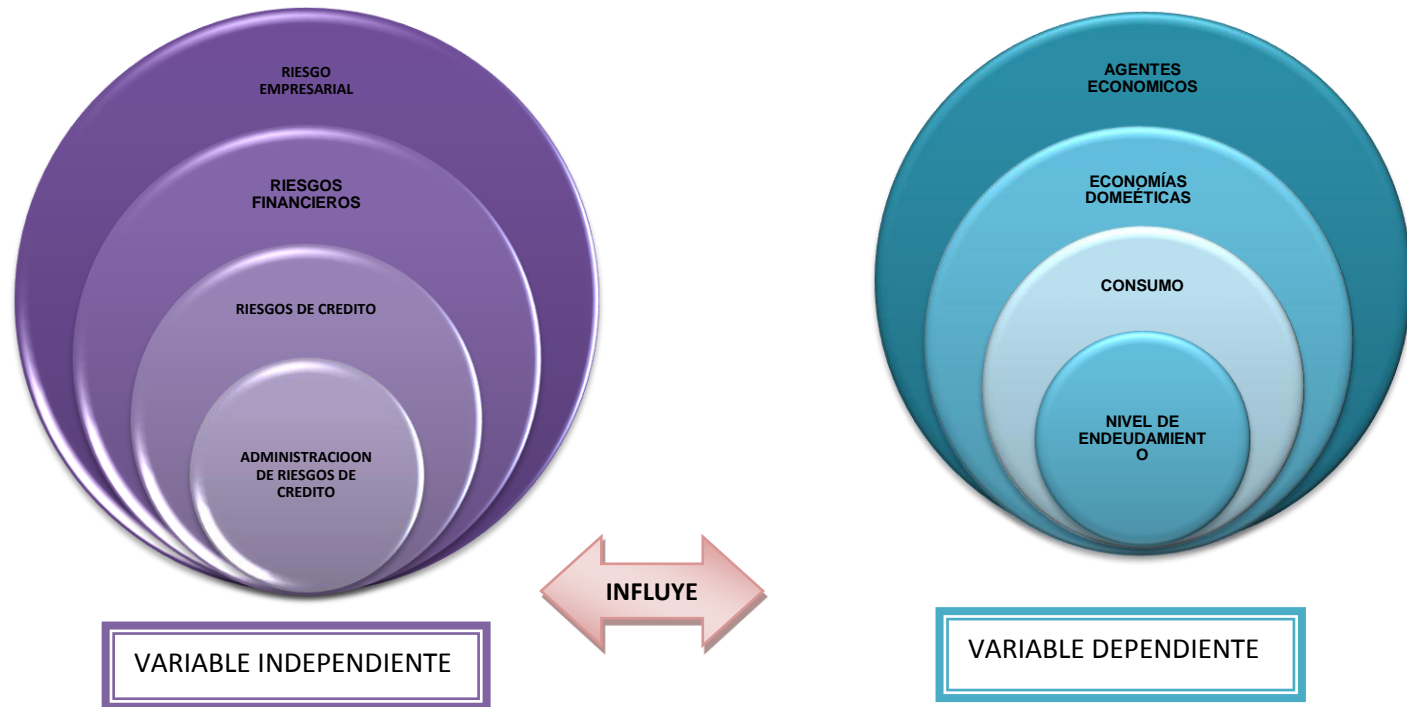 RIESGO
EMPRESARIAL
RIESGOS
FINANCIEROS
RIESGOS DE CREDITO
ADMINISTRACIOON
DE RIESGOS DE
CREDITO
VARIABLE INDEPENDIENTE
INFLUYE
AGENTES
ECONOMICOS
ECONOMÍAS
DOMEÉTICAS
CONSUMO
NIVEL DE
ENDEUDAMIENT
O
VARIABLE DEPENDIENTE